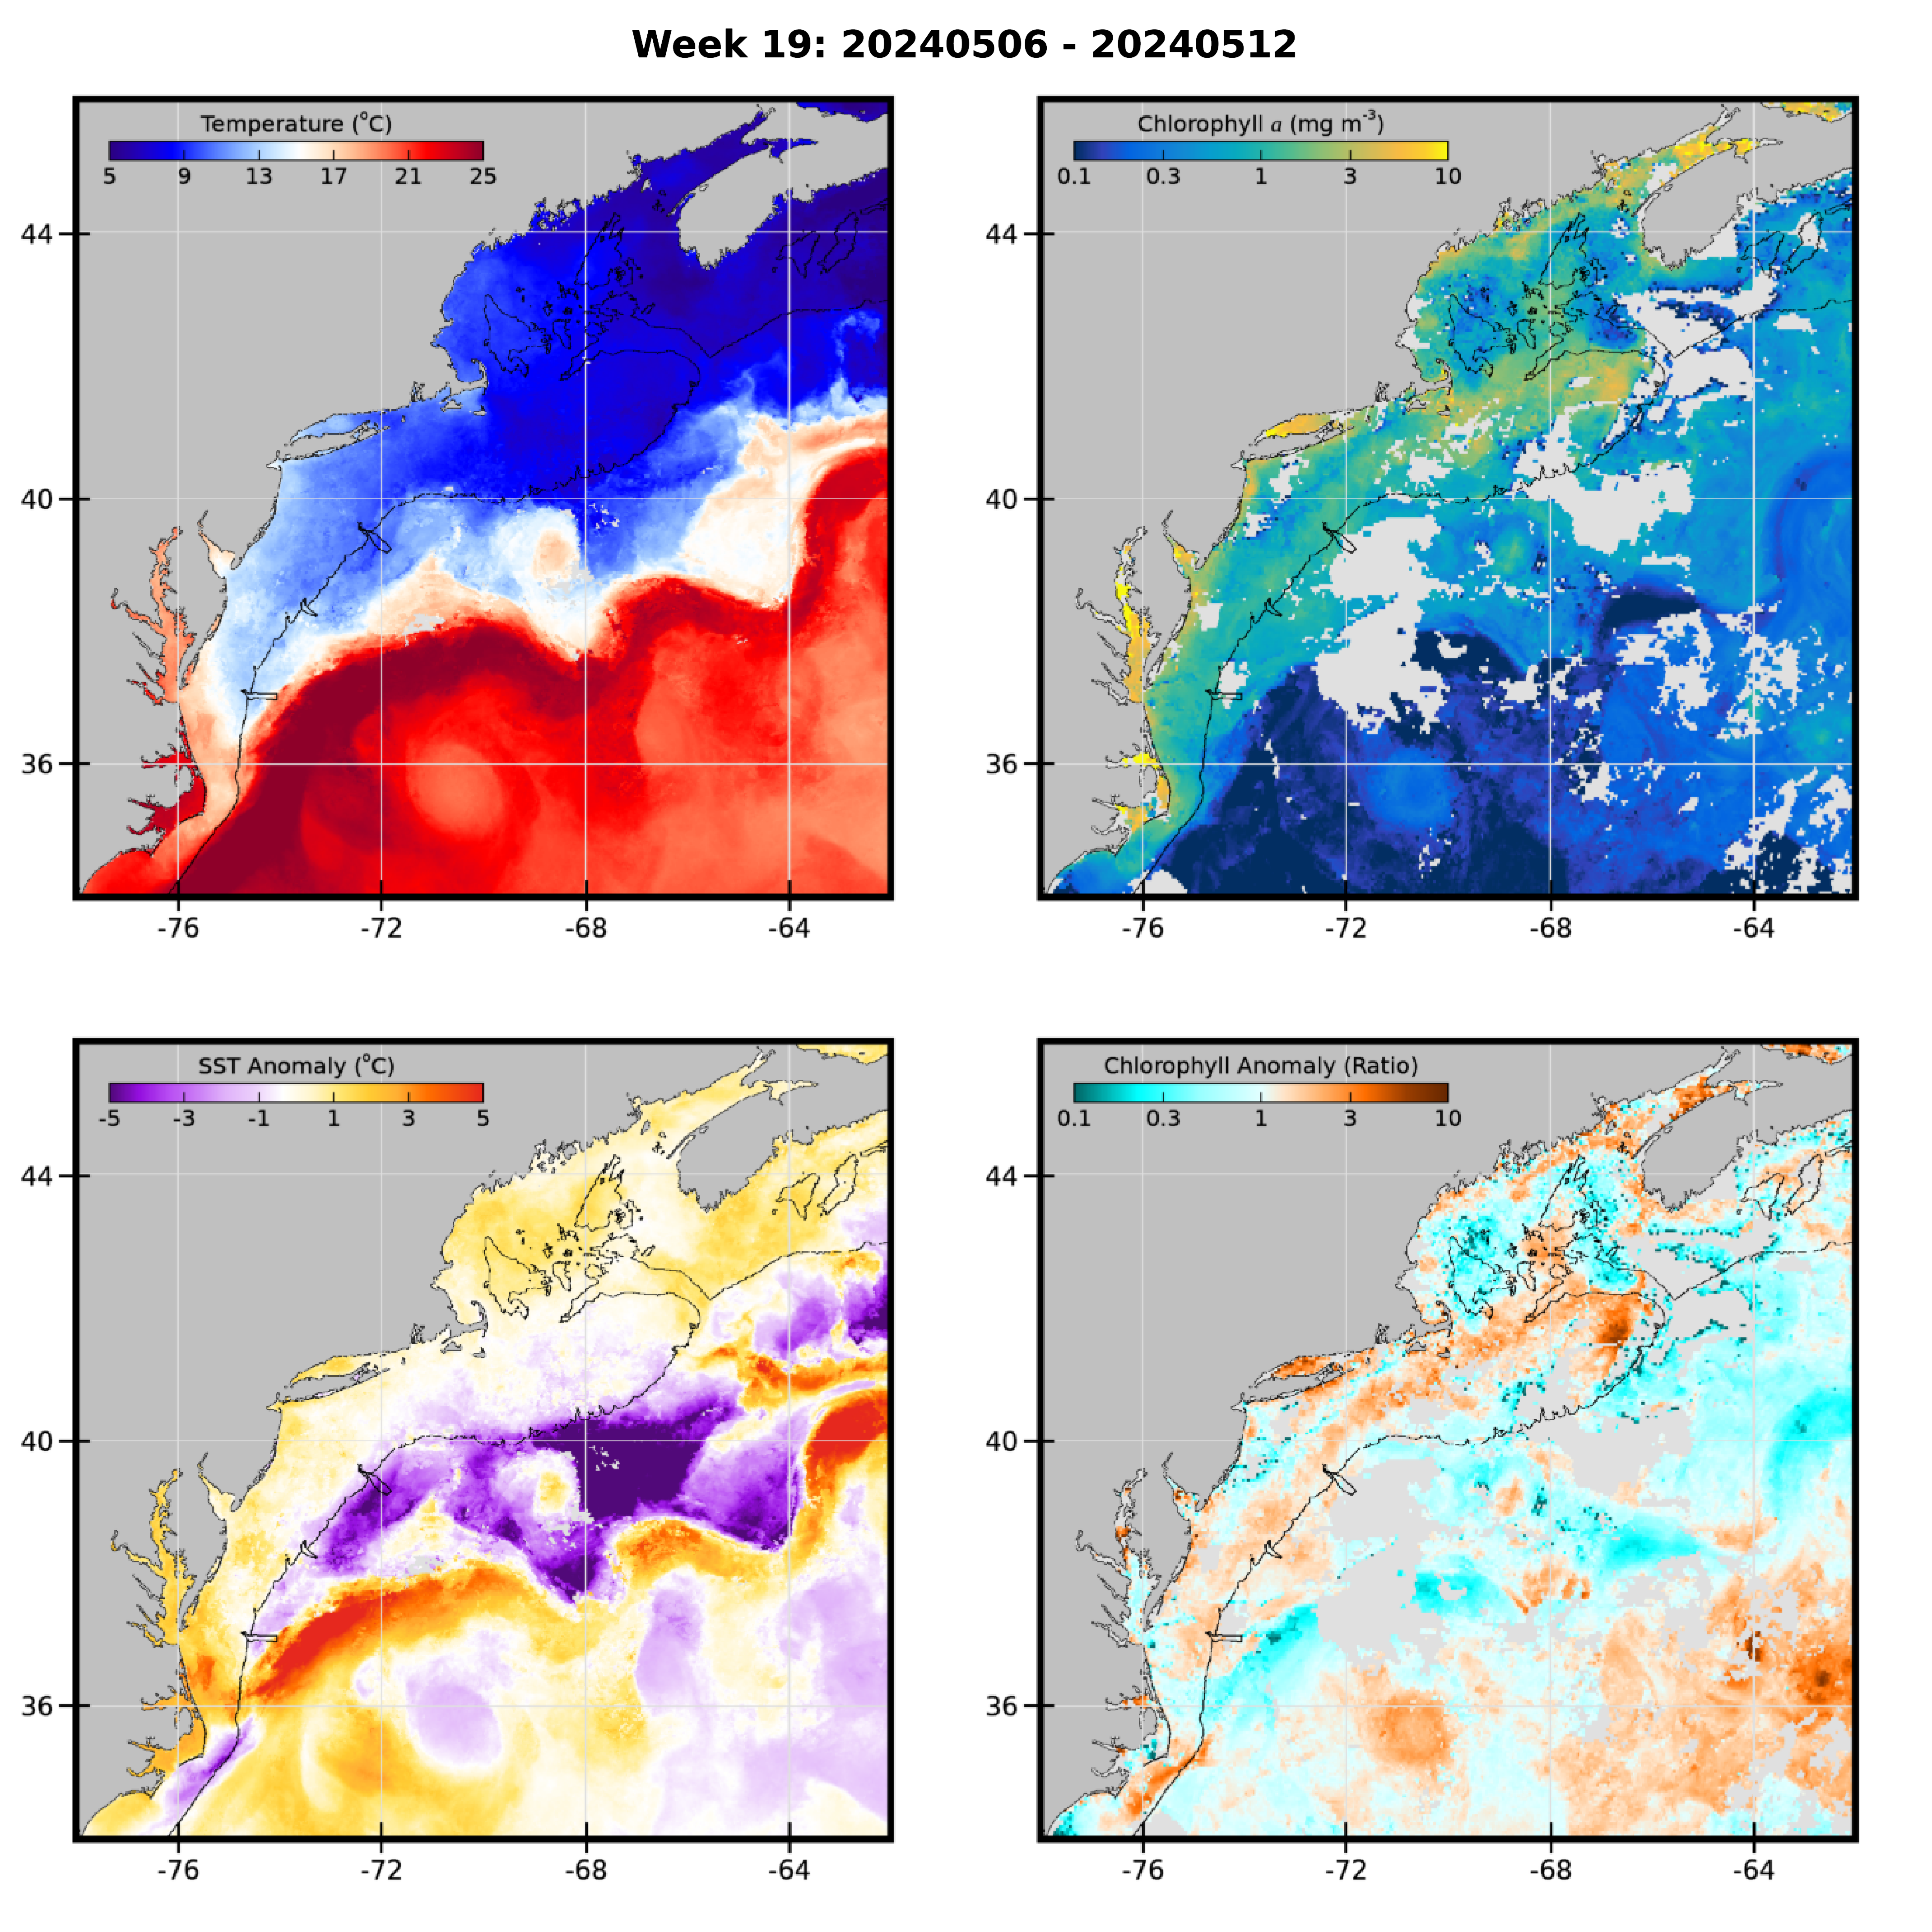 Week 19: 20240506 - 20240512
Temperature (°C)
5 9 13 17 21 25
44
40
36
-76 -72 -68 -64
Chlorophyll a (mg m⁻³)
0.1 0.3 1 3 10
44
40
36
-76 -72 -68 -64
SST Anomaly (°C)
-5 -3 -1 1 3 5
44
40
36
-76 -72 -68 -64
Chlorophyll Anomaly (Ratio)
0.1 0.3 1 3 10
44
40
36
-76 -72 -68 -64